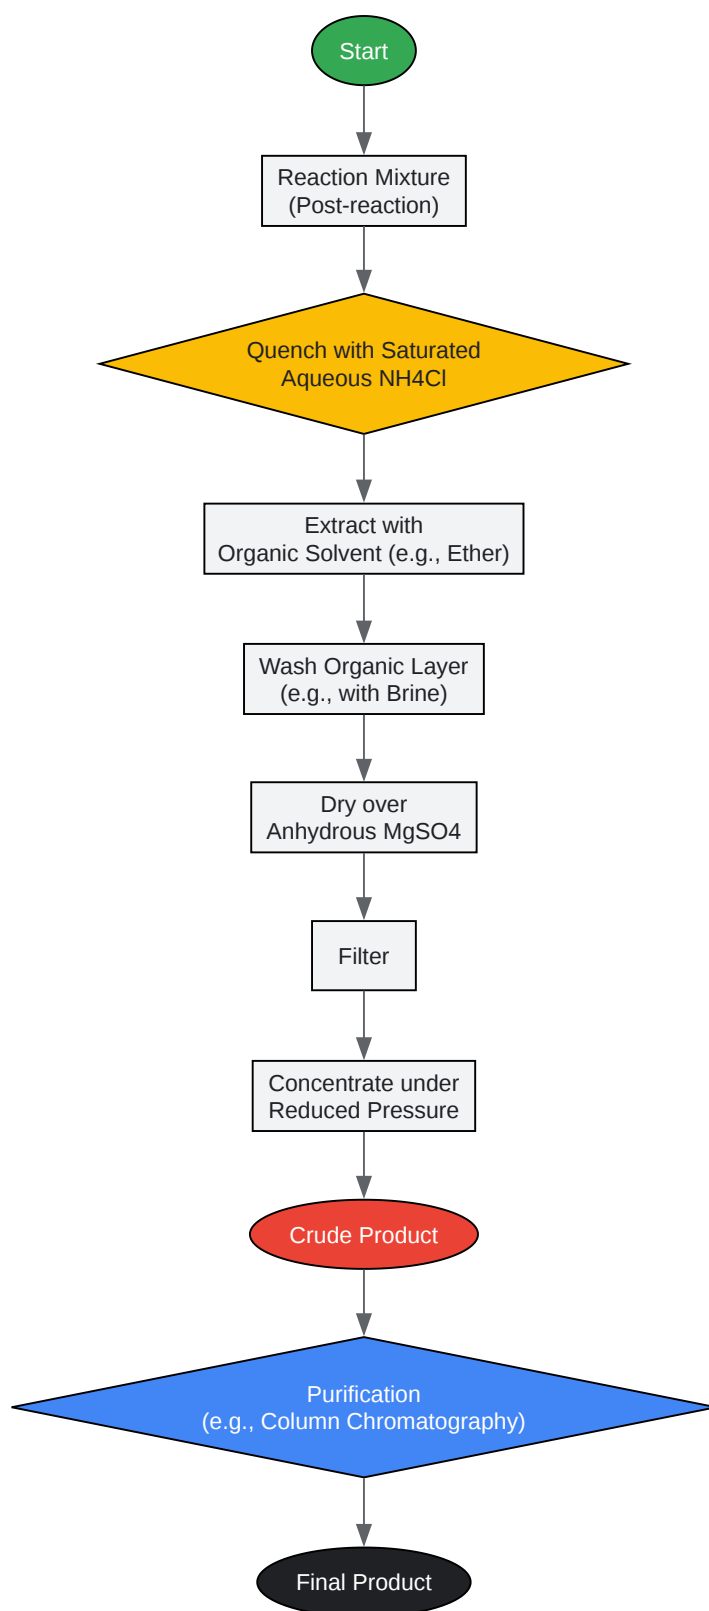 Start
Reaction Mixture
(Post-reaction)
Quench with Saturated
Aqueous NH4Cl
Extract with
Organic Solvent (e.g., Ether)
Wash Organic Layer
(e.g., with Brine)
Dry over
Anhydrous MgSO4
Filter
Concentrate under
Reduced Pressure
Crude Product
Purification
(e.g., Column Chromatography)
Final Product